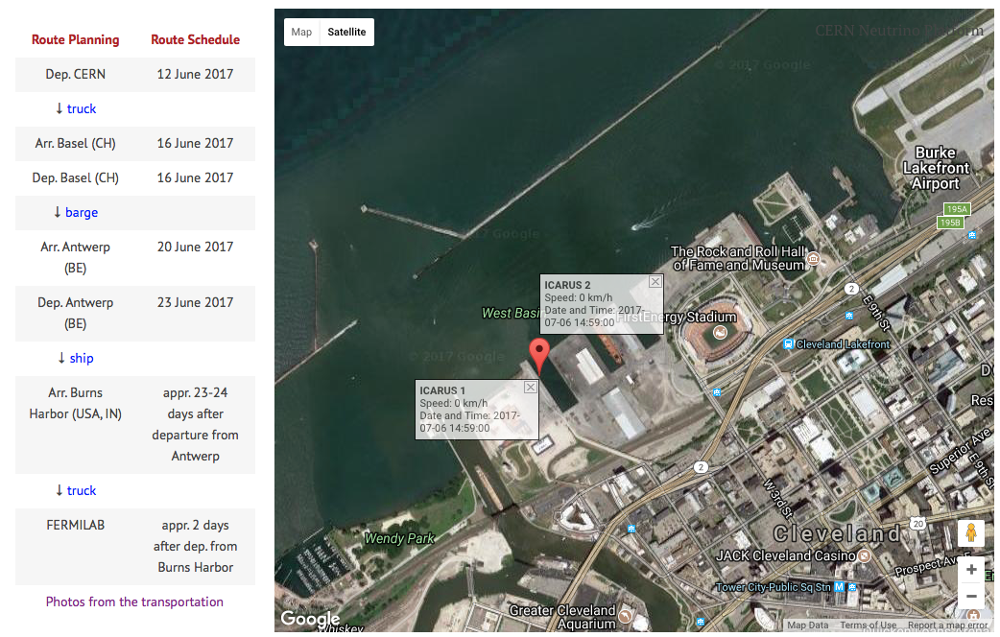 Route Planning Route Schedule
Dep. CERN 12 June 2017
↓ truck
Arr. Basel (CH) 16 June 2017
Dep. Basel (CH) 16 June 2017
↓ barge
Arr. Antwerp 20 June 2017
(BE)
Dep. Antwerp 23 June 2017
(BE)
↓ ship
Arr. Burns appr. 23-24
Harbor (USA, IN) days after
departure from
Antwerp
↓ truck
FERMILAB appr. 2 days
after dep. from
Burns Harbor
Photos from the transportation
Map Satellite
CERN Neutrino Platform
© 2017 Google
Burke
Lakefront
Airport
195A
195B
17 Google
The Rock and Roll Hall
of Fame and Museum
2
E 9th St
ICARUS 2
Speed: 0 km/h
Date and Time: 2017-
07-06 14:59:00
West Basi
FirstEnergy Stadium
Cleveland Lakefront
© 2017 Google
ICARUS 1
Speed: 0 km/h
Date and Time: 2017-
07-06 14:59:00
D
Res
Superior Ave
E 9th St
2
W 3rd St
20
Wendy Park
Cleveland
JACK Cleveland Casino
Prospect Ave E
Ei
Tower City-Public Sq Stn M
+
−
Greater Cleveland
Aquarium
Google
Whiskey
Map Data Terms of Use Report a map error